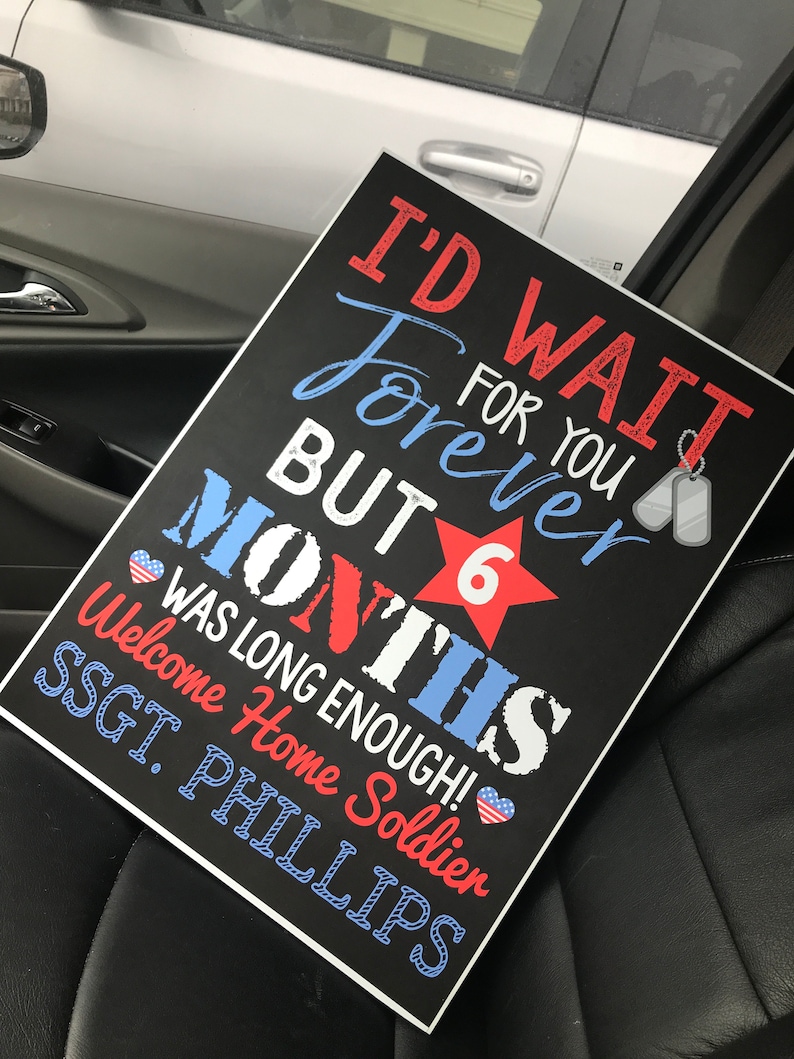 I'D WAIT
FOR YOU
Forever
BUT 6
MONTHS
WAS LONG ENOUGH!
Welcome Home Soldier
SSGT. PHILLIPS